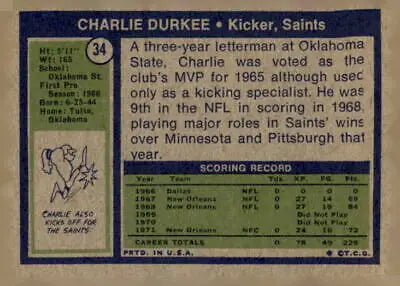 CHARLIE DURKEE • Kicker, Saints
34
Ht: 5'11"
Wt: 165
School:
Oklahoma St.
First Pro
Season: 1966
Born: 6-23-44
Home: Tulsa,
Oklahoma
A three-year letterman at Oklahoma
State, Charlie was voted as the
club's MVP for 1965 although used
only as a kicking specialist. He was
9th in the NFL in scoring in 1968,
playing major roles in Saints' wins
over Minnesota and Pittsburgh that
year.
CHARLIE ALSO
KICKS OFF FOR
THE SAINTS.
SCORING RECORD
Year Team Tds. XP. FG. Pts.
1966 Dallas NFL 0 0 0 0
1967 New Orleans NFL 0 27 14 69
1968 New Orleans NFL 0 27 19 84
1969 Did Not Play
1970 Did Not Play
1971 New Orleans NFC 0 24 16 72
CAREER TOTALS 0 78 49 225
PRTD. IN U.S.A. © T.C.G.